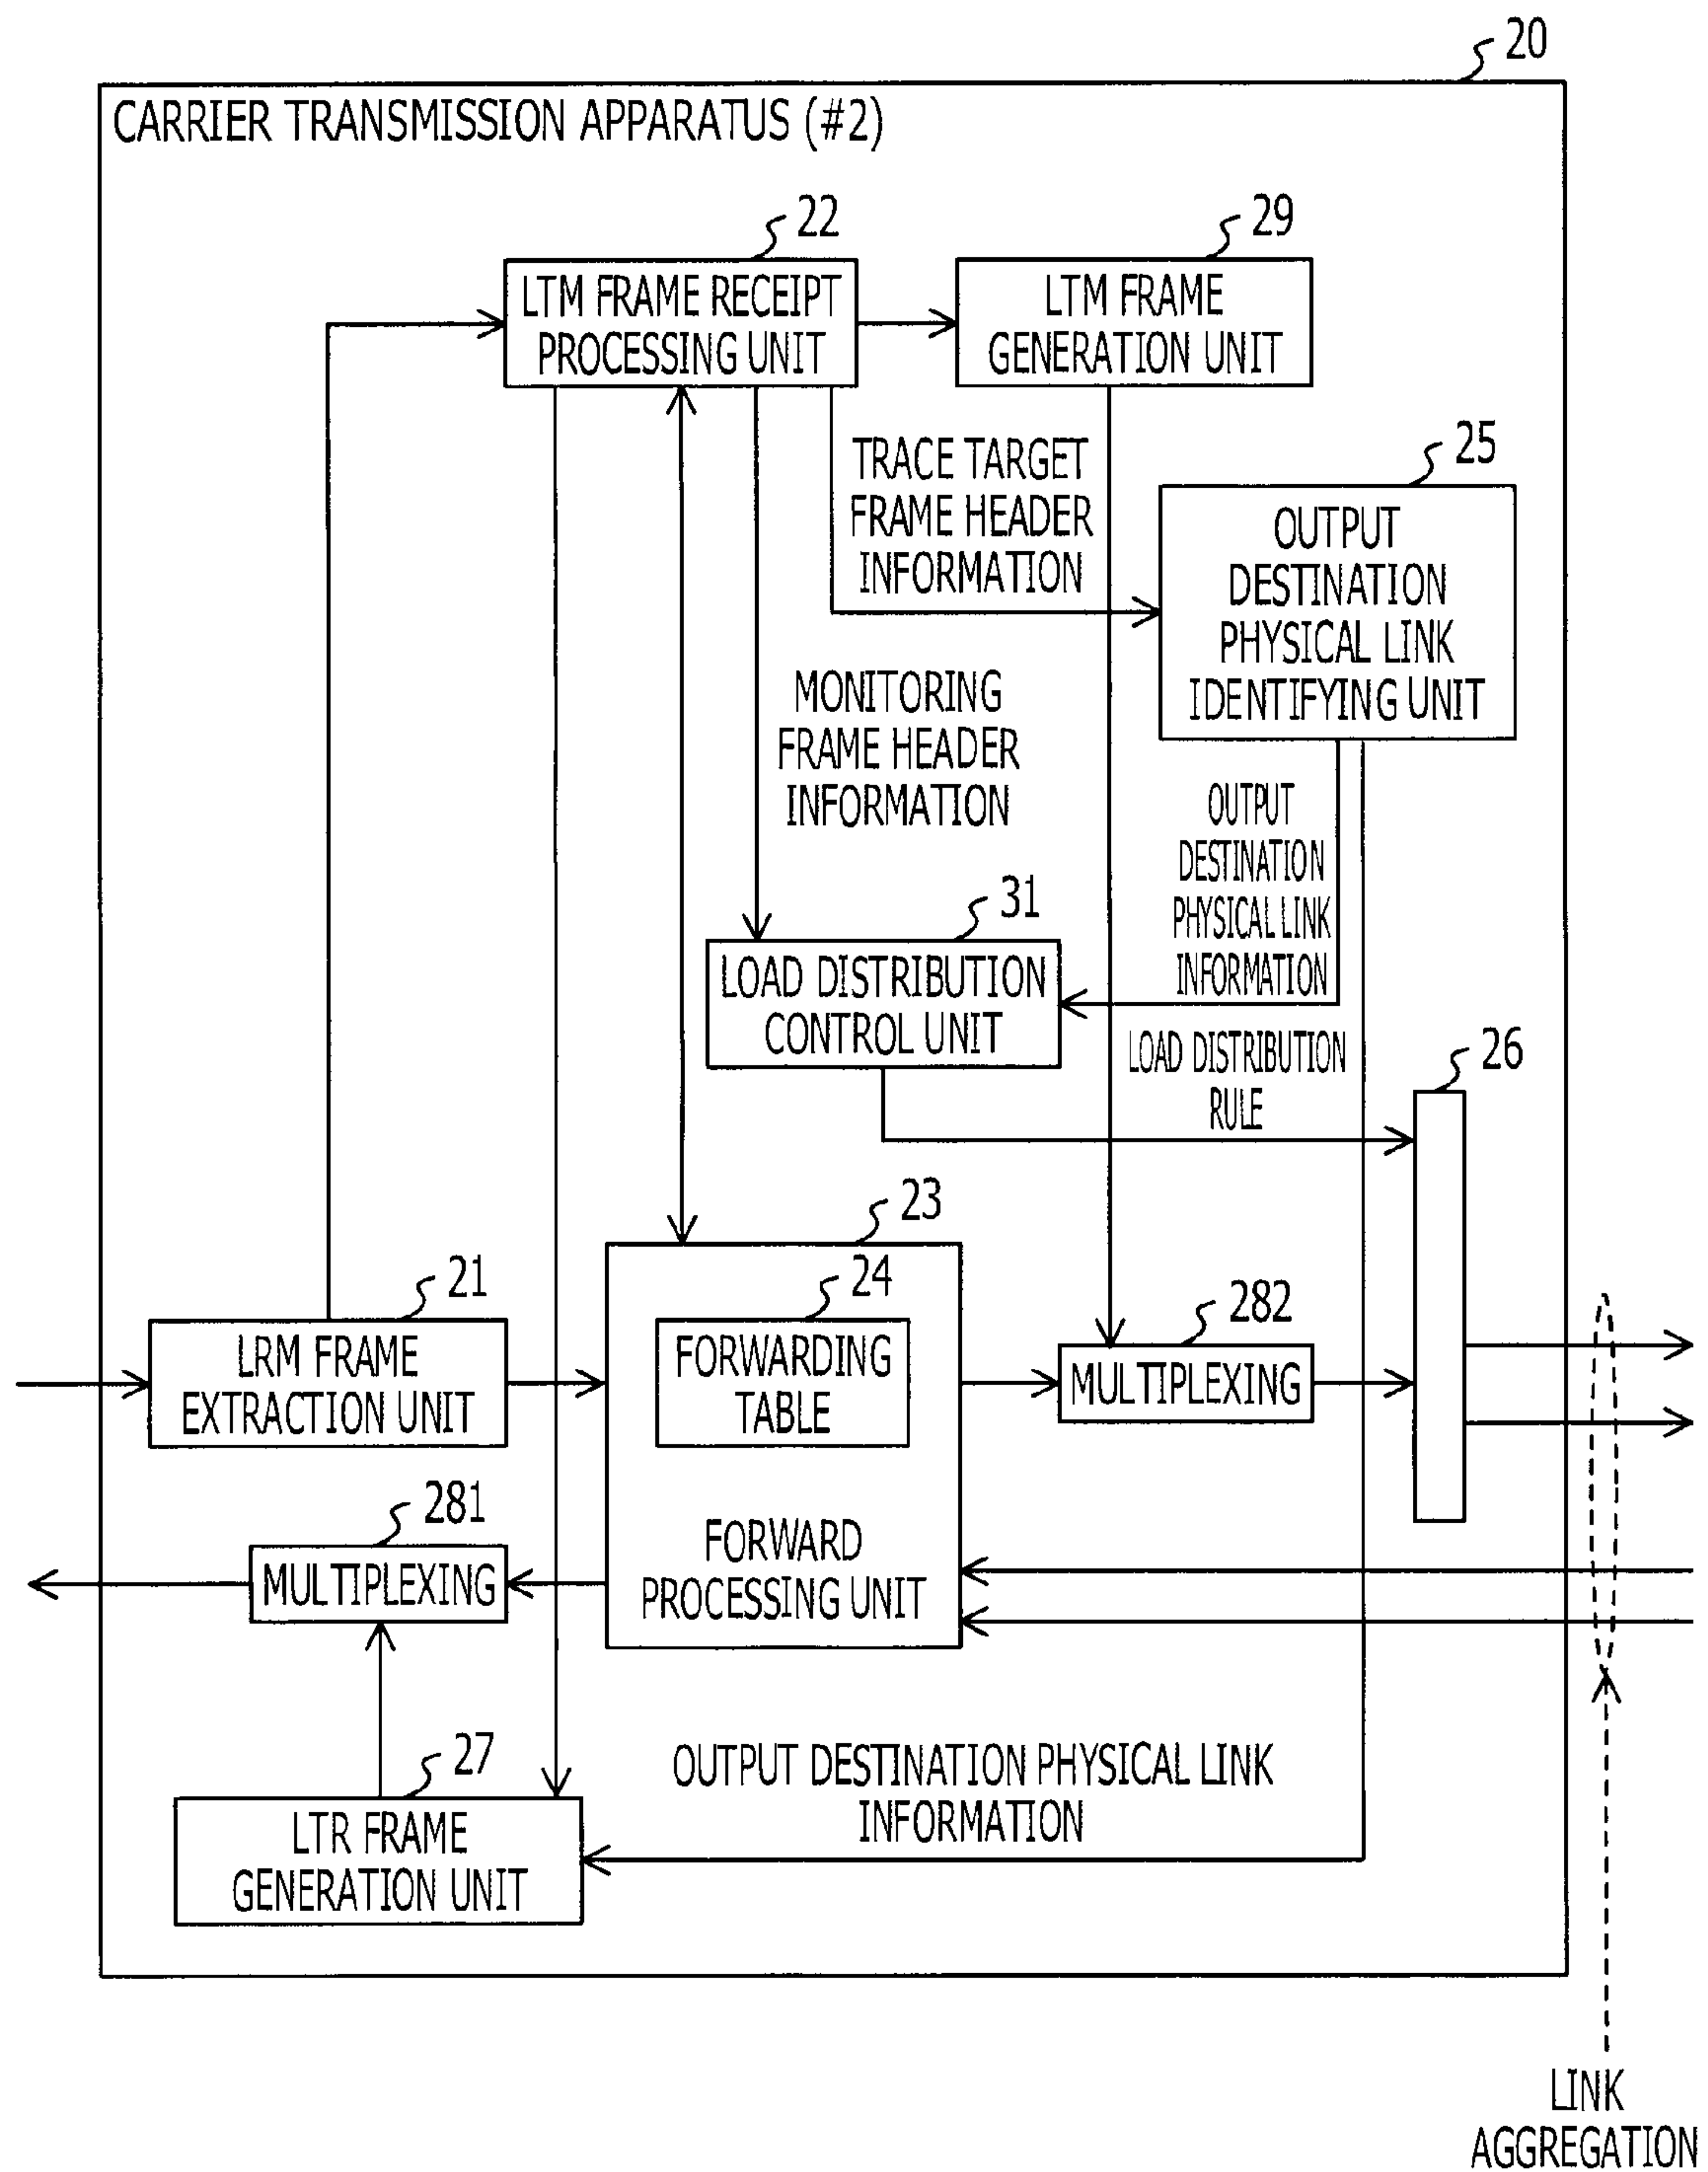 20
CARRIER TRANSMISSION APPARATUS (#2)
22
29
LTM FRAME RECEIPT
PROCESSING UNIT
LTM FRAME
GENERATION UNIT
25
TRACE TARGET
FRAME HEADER
INFORMATION
OUTPUT
DESTINATION
PHYSICAL LINK
IDENTIFYING UNIT
MONITORING
FRAME HEADER
INFORMATION
OUTPUT
DESTINATION
PHYSICAL LINK
INFORMATION
31
LOAD DISTRIBUTION
CONTROL UNIT
LOAD DISTRIBUTION
RULE
26
23
24
21
282
LRM FRAME
EXTRACTION UNIT
FORWARDING
TABLE
MULTIPLEXING
281
MULTIPLEXING
FORWARD
PROCESSING UNIT
27
LTR FRAME
GENERATION UNIT
OUTPUT DESTINATION PHYSICAL LINK
INFORMATION
LINK
AGGREGATION